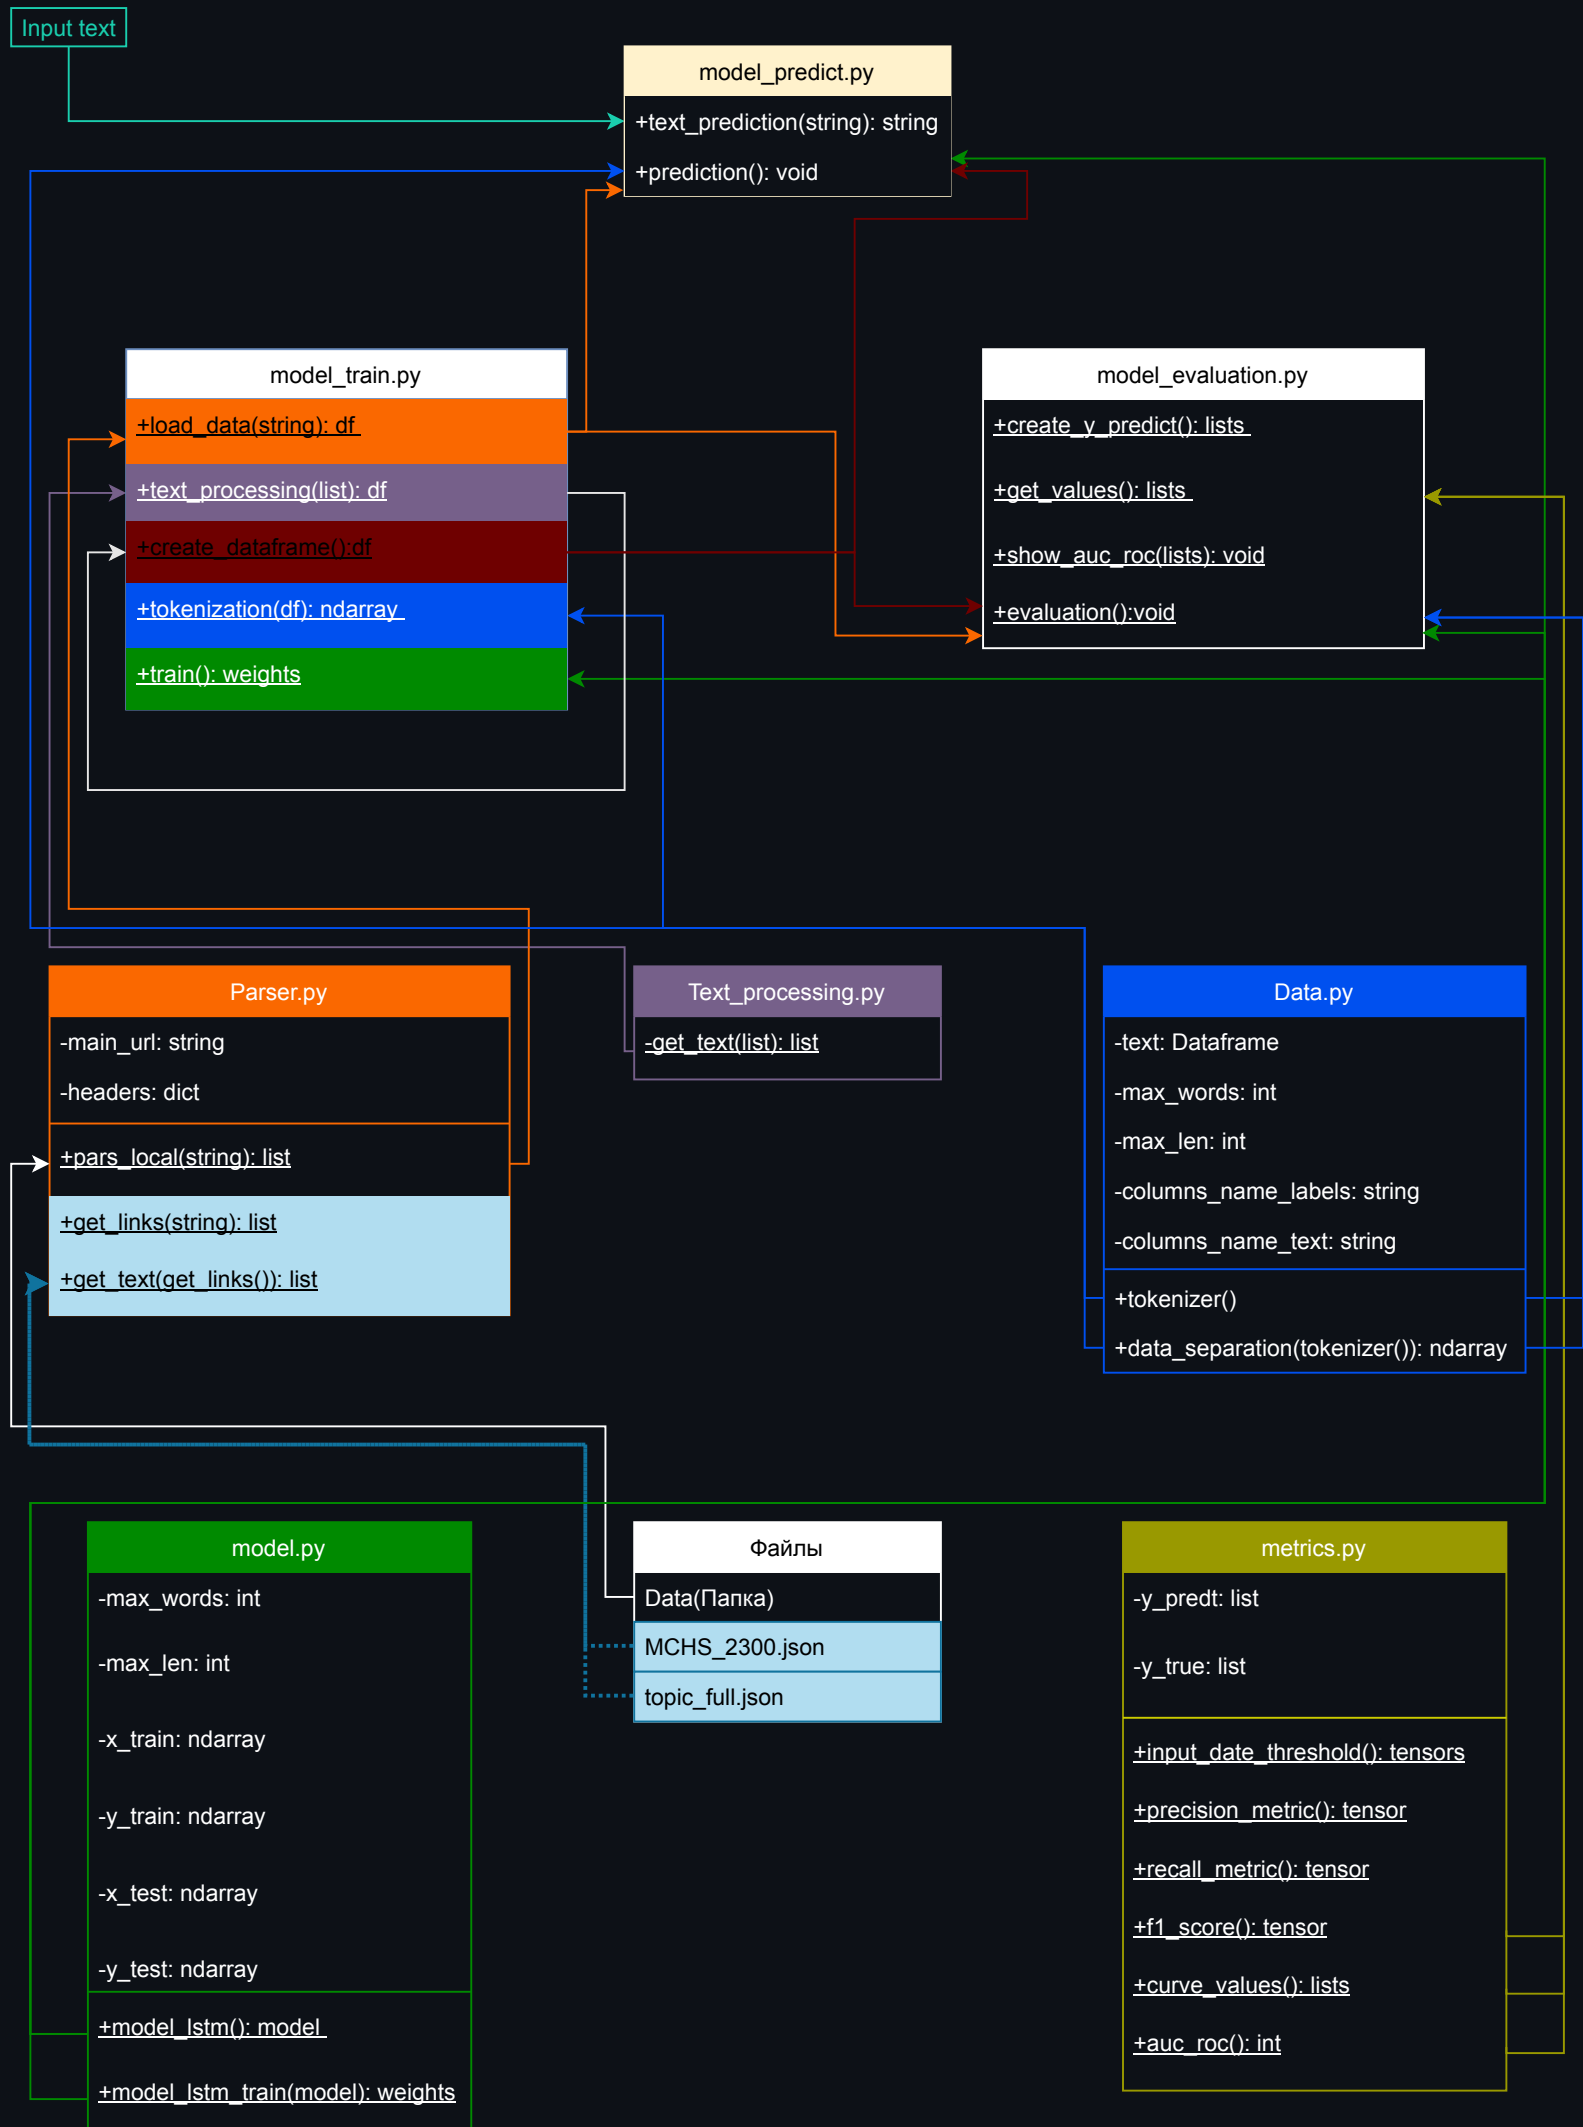 Input text
model_predict.py
+text_prediction(string): string
+prediction(): void
model_train.py
+load_data(string): df
+text_processing(list): df
+create_dataframe():df
+tokenization(df): ndarray
+train(): weights
model_evaluation.py
+create_y_predict(): lists
+get_values(): lists
+show_auc_roc(lists): void
+evaluation():void
Parser.py
-main_url: string
-headers: dict
+pars_local(string): list
+get_links(string): list
+get_text(get_links()): list
Text_processing.py
-get_text(list): list
Data.py
-text: Dataframe
-max_words: int
-max_len: int
-columns_name_labels: string
-columns_name_text: string
+tokenizer()
+data_separation(tokenizer()): ndarray
model.py
-max_words: int
-max_len: int
-x_train: ndarray
-y_train: ndarray
-x_test: ndarray
-y_test: ndarray
+model_lstm(): model
+model_lstm_train(model): weights
Файлы
Data(Папка)
MCHS_2300.json
topic_full.json
metrics.py
-y_predt: list
-y_true: list
+input_date_threshold(): tensors
+precision_metric(): tensor
+recall_metric(): tensor
+f1_score(): tensor
+curve_values(): lists
+auc_roc(): int